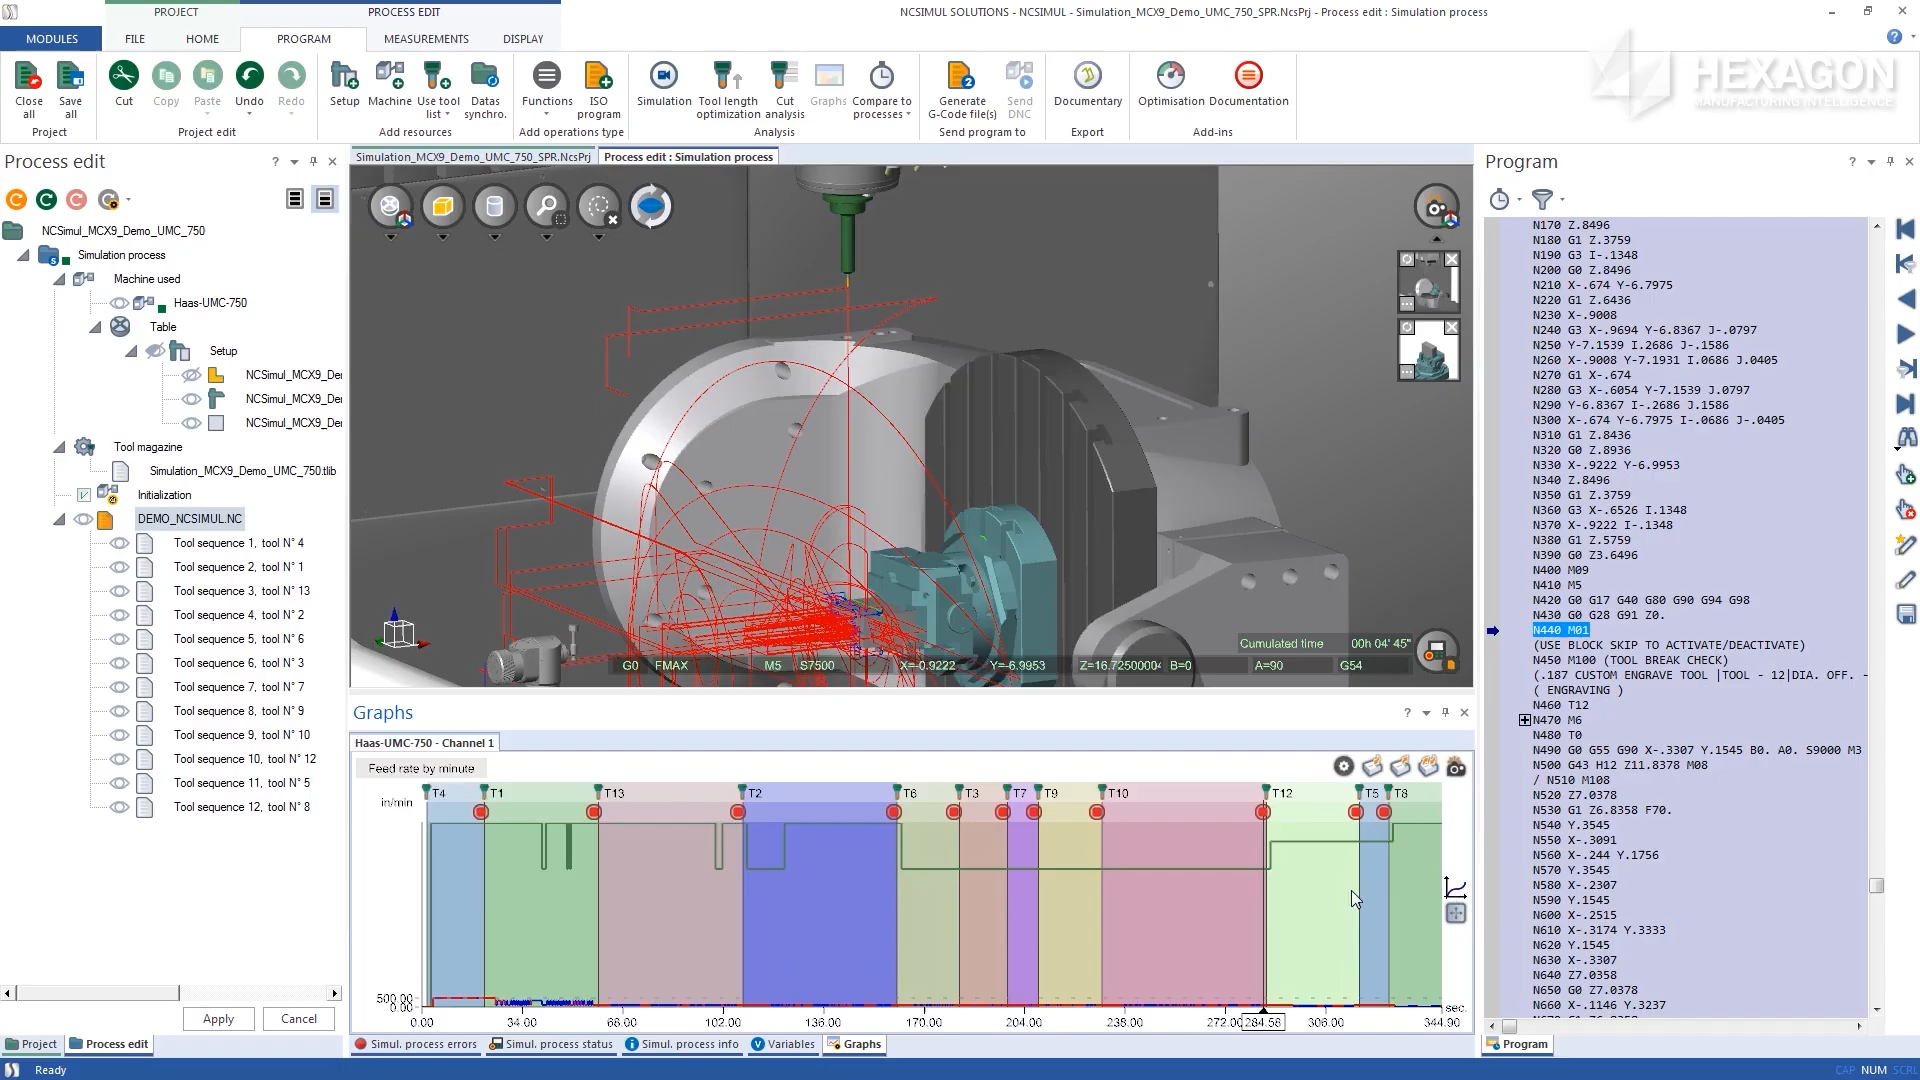 PROJECT
PROCESS EDIT
NCSIMUL SOLUTIONS - NCSIMUL - Simulation_MCX9_Demo_UMC_750_SPR.NcsPrj - Process edit : Simulation process
MODULES
FILE
HOME
PROGRAM
MEASUREMENTS
DISPLAY
HEXAGON
MANUFACTURING INTELLIGENCE
Close all
Save all
Cut
Copy
Paste
Undo
Redo
Setup
Machine
Use tool list
Datas synchro.
Functions
ISO program
Simulation
Tool length optimization
Cut analysis
Graphs
Compare to processes
Generate G-Code file(s)
Send DNC
Documentary
Optimisation
Documentation
Project
Project edit
Add resources
Add operations type
Analysis
Send program to
Export
Add-ins
Process edit
NCSimul_MCX9_Demo_UMC_750
Simulation process
Machine used
Haas-UMC-750
Table
Setup
NCSimul_MCX9_Der
NCSimul_MCX9_Der
NCSimul_MCX9_Der
Tool magazine
Simulation_MCX9_Demo_UMC_750.tlib
Initialization
DEMO_NCSIMUL.NC
Tool sequence 1, tool N° 4
Tool sequence 2, tool N° 1
Tool sequence 3, tool N° 13
Tool sequence 4, tool N° 2
Tool sequence 5, tool N° 6
Tool sequence 6, tool N° 3
Tool sequence 7, tool N° 7
Tool sequence 8, tool N° 9
Tool sequence 9, tool N° 10
Tool sequence 10, tool N° 12
Tool sequence 11, tool N° 5
Tool sequence 12, tool N° 8
Apply
Cancel
Project
Process edit
Simulation_MCX9_Demo_UMC_750_SPR.NcsPrj
Process edit : Simulation process
Cumulated time 00h 04' 45"
G0 FMAX M5 S7500 X=-0.9222 Y=-6.9953 Z=16.7250000 B=0 A=90 G54
Graphs
Haas-UMC-750 - Channel 1
Feed rate by minute
in/min
T4 T1 T13 T2 T6 T3 T7 T9 T10 T12 T5 T8
500.00
0.00
sec.
0.00 34.00 68.00 102.00 136.00 170.00 204.00 238.00 272.00 284.58 306.00 344.90
Simul. process errors
Simul. process status
Simul. process info
Variables
Graphs
Program
N170 Z.8496
N180 G1 Z.3759
N190 G3 I-.1348
N200 G0 Z.8496
N210 X-.674 Y-6.7975
N220 G1 Z.6436
N230 X-.9008
N240 G3 X-.9694 Y-6.8367 J-.0797
N250 Y-7.1539 I.2686 J-.1586
N260 X-.9008 Y-7.1931 I.0686 J.0405
N270 G1 X-.674
N280 G3 X-.6054 Y-7.1539 J.0797
N290 Y-6.8367 I-.2686 J.1586
N300 X-.674 Y-6.7975 I-.0686 J-.0405
N310 G1 Z.8436
N320 G0 Z.8936
N330 X-.9222 Y-6.9953
N340 Z.8496
N350 G1 Z.3759
N360 G3 X-.6526 I.1348
N370 X-.9222 I-.1348
N380 G1 Z.5759
N390 G0 Z3.6496
N400 M09
N410 M5
N420 G0 G17 G40 G80 G90 G94 G98
N430 G0 G28 G91 Z0.
N440 M01
(USE BLOCK SKIP TO ACTIVATE/DEACTIVATE)
N450 M100 (TOOL BREAK CHECK)
(.187 CUSTOM ENGRAVE TOOL |TOOL - 12|DIA. OFF. -
( ENGRAVING )
N460 T12
N470 M6
N480 T0
N490 G0 G55 G90 X-.3307 Y.1545 B0. A0. S9000 M3
N500 G43 H12 Z11.8378 M08
/ N510 M108
N520 Z7.0378
N530 G1 Z6.8358 F70.
N540 Y.3545
N550 X-.3091
N560 X-.244 Y.1756
N570 Y.3545
N580 X-.2307
N590 Y.1545
N600 X-.2515
N610 X-.3174 Y.3333
N620 Y.1545
N630 X-.3307
N640 Z7.0358
N650 G0 Z7.0378
N660 X-.1146 Y.3237
Program
Ready
CAP NUM SCRL